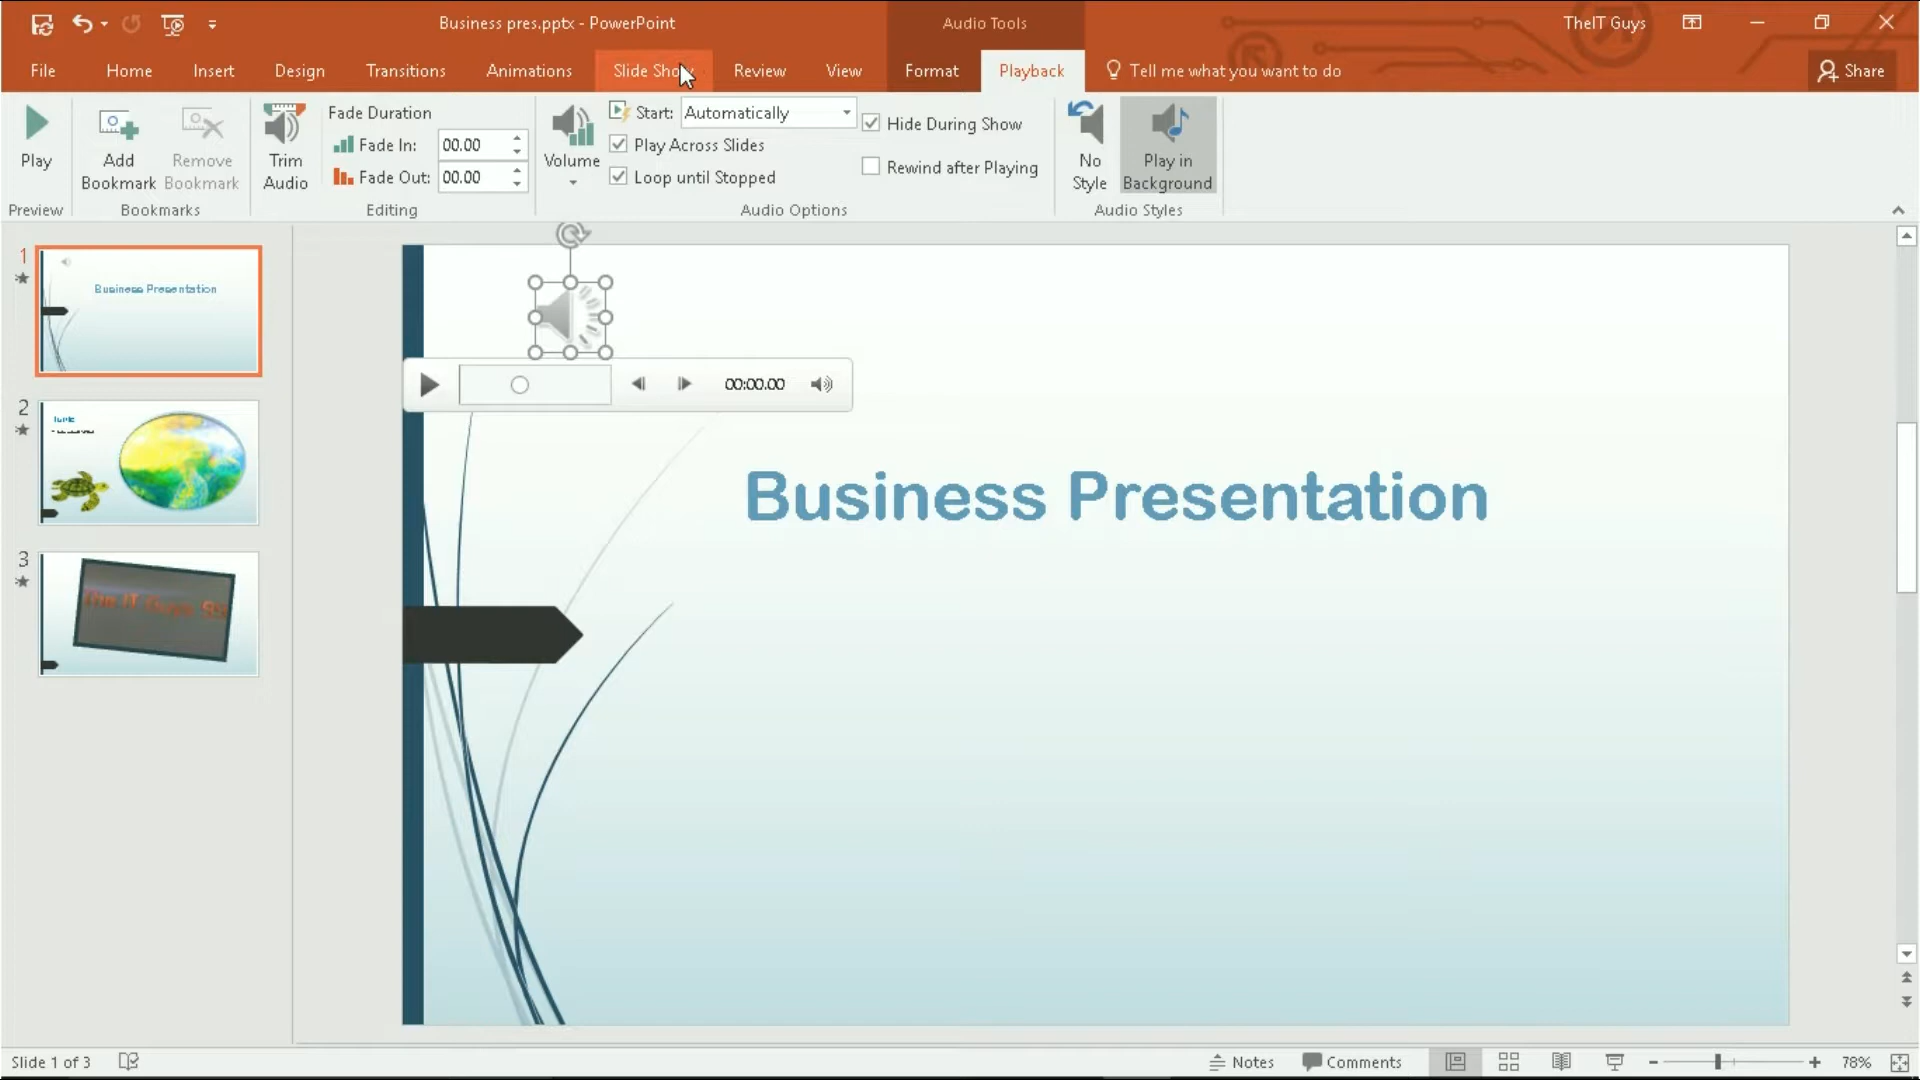 Business pres.pptx - PowerPoint
Audio Tools
TheIT Guys
File
Home
Insert
Design
Transitions
Animations
Slide Show
Review
View
Format
Playback
Tell me what you want to do
Share
Play
Add Bookmark
Remove Bookmark
Trim Audio
Fade Duration
Fade In: 00.00
Fade Out: 00.00
Volume
Start: Automatically
Play Across Slides
Loop until Stopped
Hide During Show
Rewind after Playing
No Style
Play in Background
Preview
Bookmarks
Editing
Audio Options
Audio Styles
1
Business Presentation
2
3
The IT Guys
00:00.00
Business Presentation
Slide 1 of 3
Notes
Comments
78%